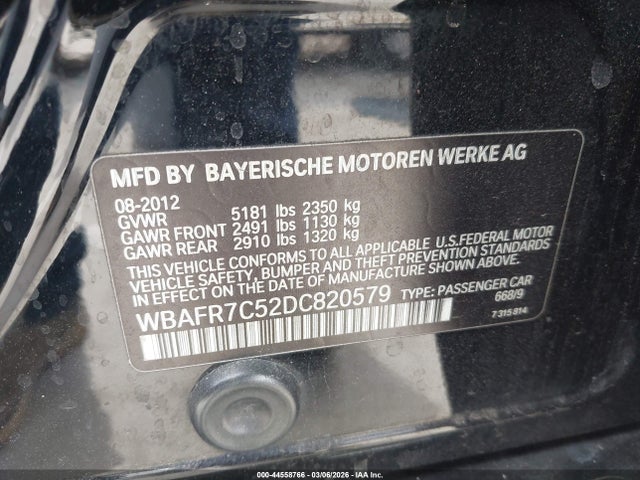 MFD BY BAYERISCHE MOTOREN WERKE AG
08-2012
GVWR 5181 lbs 2350 kg
GAWR FRONT 2491 lbs 1130 kg
GAWR REAR 2910 lbs 1320 kg
THIS VEHICLE CONFORMS TO ALL APPLICABLE U.S.FEDERAL MOTOR
VEHICLE SAFETY, BUMPER AND THEFT PREVENTION STANDARDS
IN EFFECT ON THE DATE OF MANUFACTURE SHOWN ABOVE.
WBAFR7C52DC820579 TYPE: PASSENGER CAR
668/9
7 315 814
000-44558766 - 03/06/2026 - IAA, Inc.